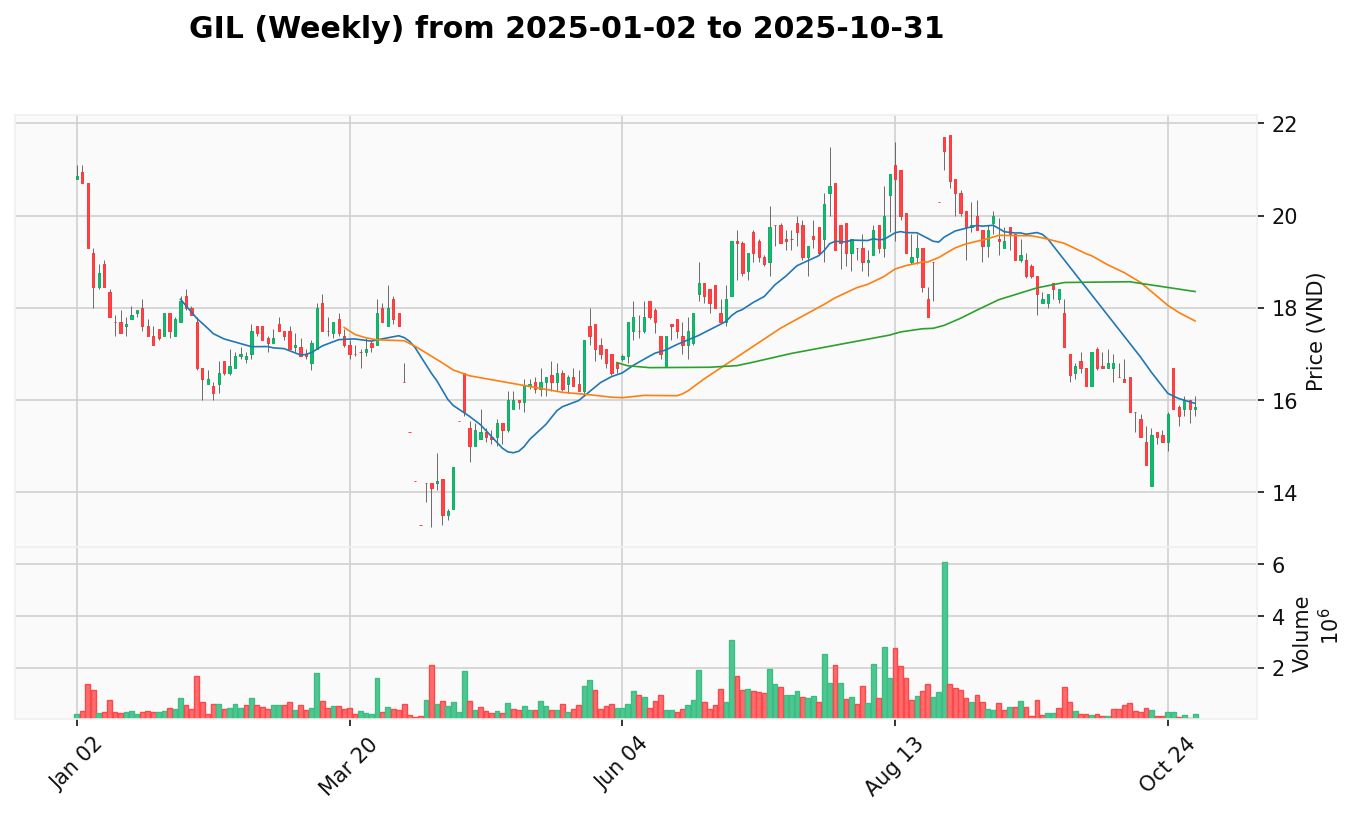 GIL (Weekly) from 2025-01-02 to 2025-10-31
22
20
18
16
14
Price (VND)
6
4
2
Volume
10^6
Jan 02
Mar 20
Jun 04
Aug 13
Oct 24